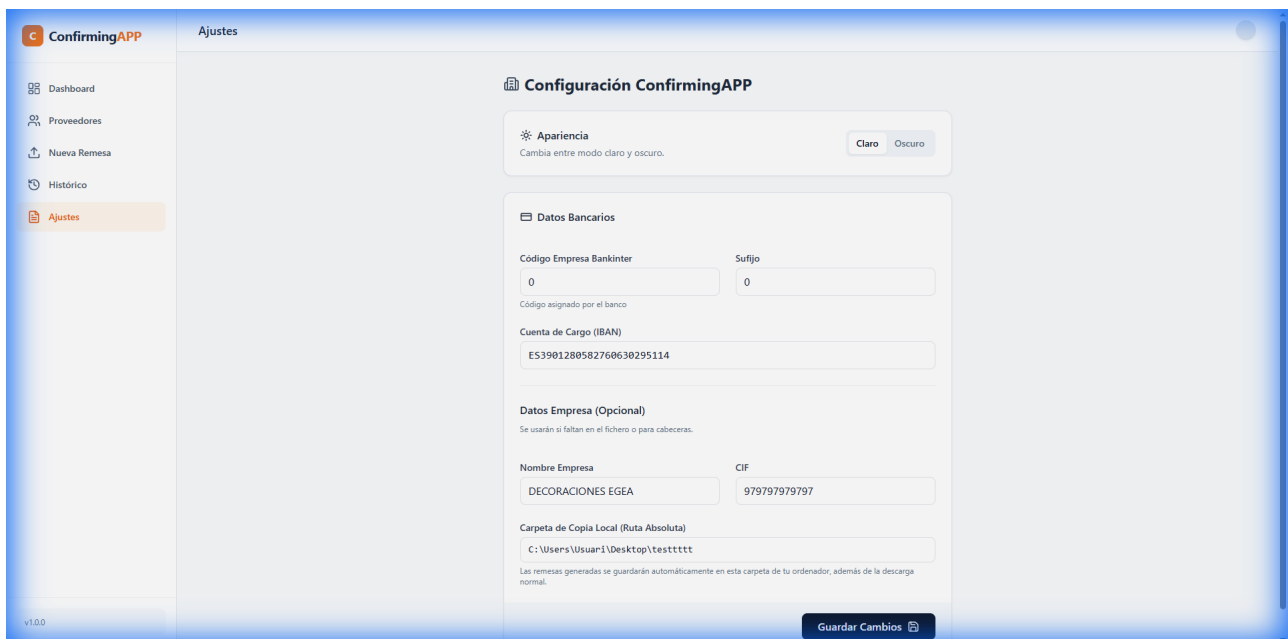 C ConfirmingAPP
Ajustes
Dashboard
Proveedores
Nueva Remesa
Histórico
Ajustes
v1.0.0
Configuración ConfirmingAPP
Apariencia
Cambia entre modo claro y oscuro.
Claro Oscuro
Datos Bancarios
Código Empresa Bankinter Sufijo
0 0
Código asignado por el banco
Cuenta de Cargo (IBAN)
ES3901280582760630295114
Datos Empresa (Opcional)
Se usarán si faltan en el fichero o para cabeceras.
Nombre Empresa CIF
DECORACIONES EGEA 979797979797
Carpeta de Copia Local (Ruta Absoluta)
C:\Users\Usuari\Desktop\testtttt
Las remesas generadas se guardarán automáticamente en esta carpeta de tu ordenador, además de la descarga
normal.
Guardar Cambios